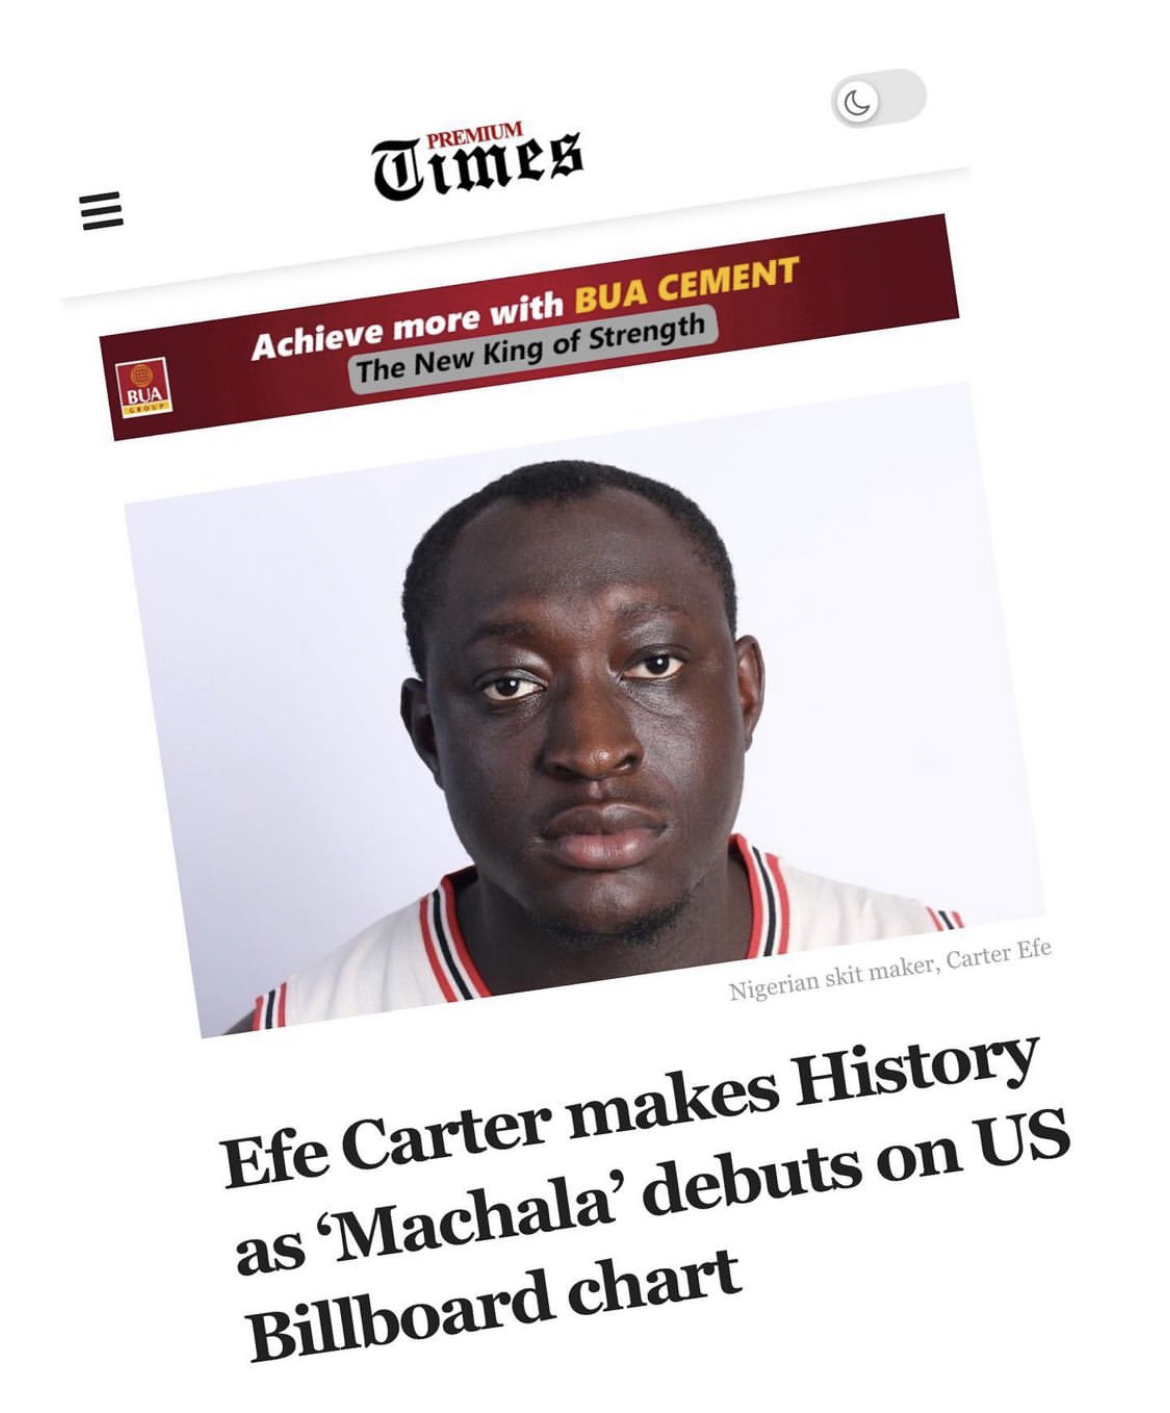 PREMIUM
Times
Achieve more with BUA CEMENT
The New King of Strength
BUA
GROUP
Nigerian skit maker, Carter Efe
Efe Carter makes History
as ‘Machala’ debuts on US
Billboard chart